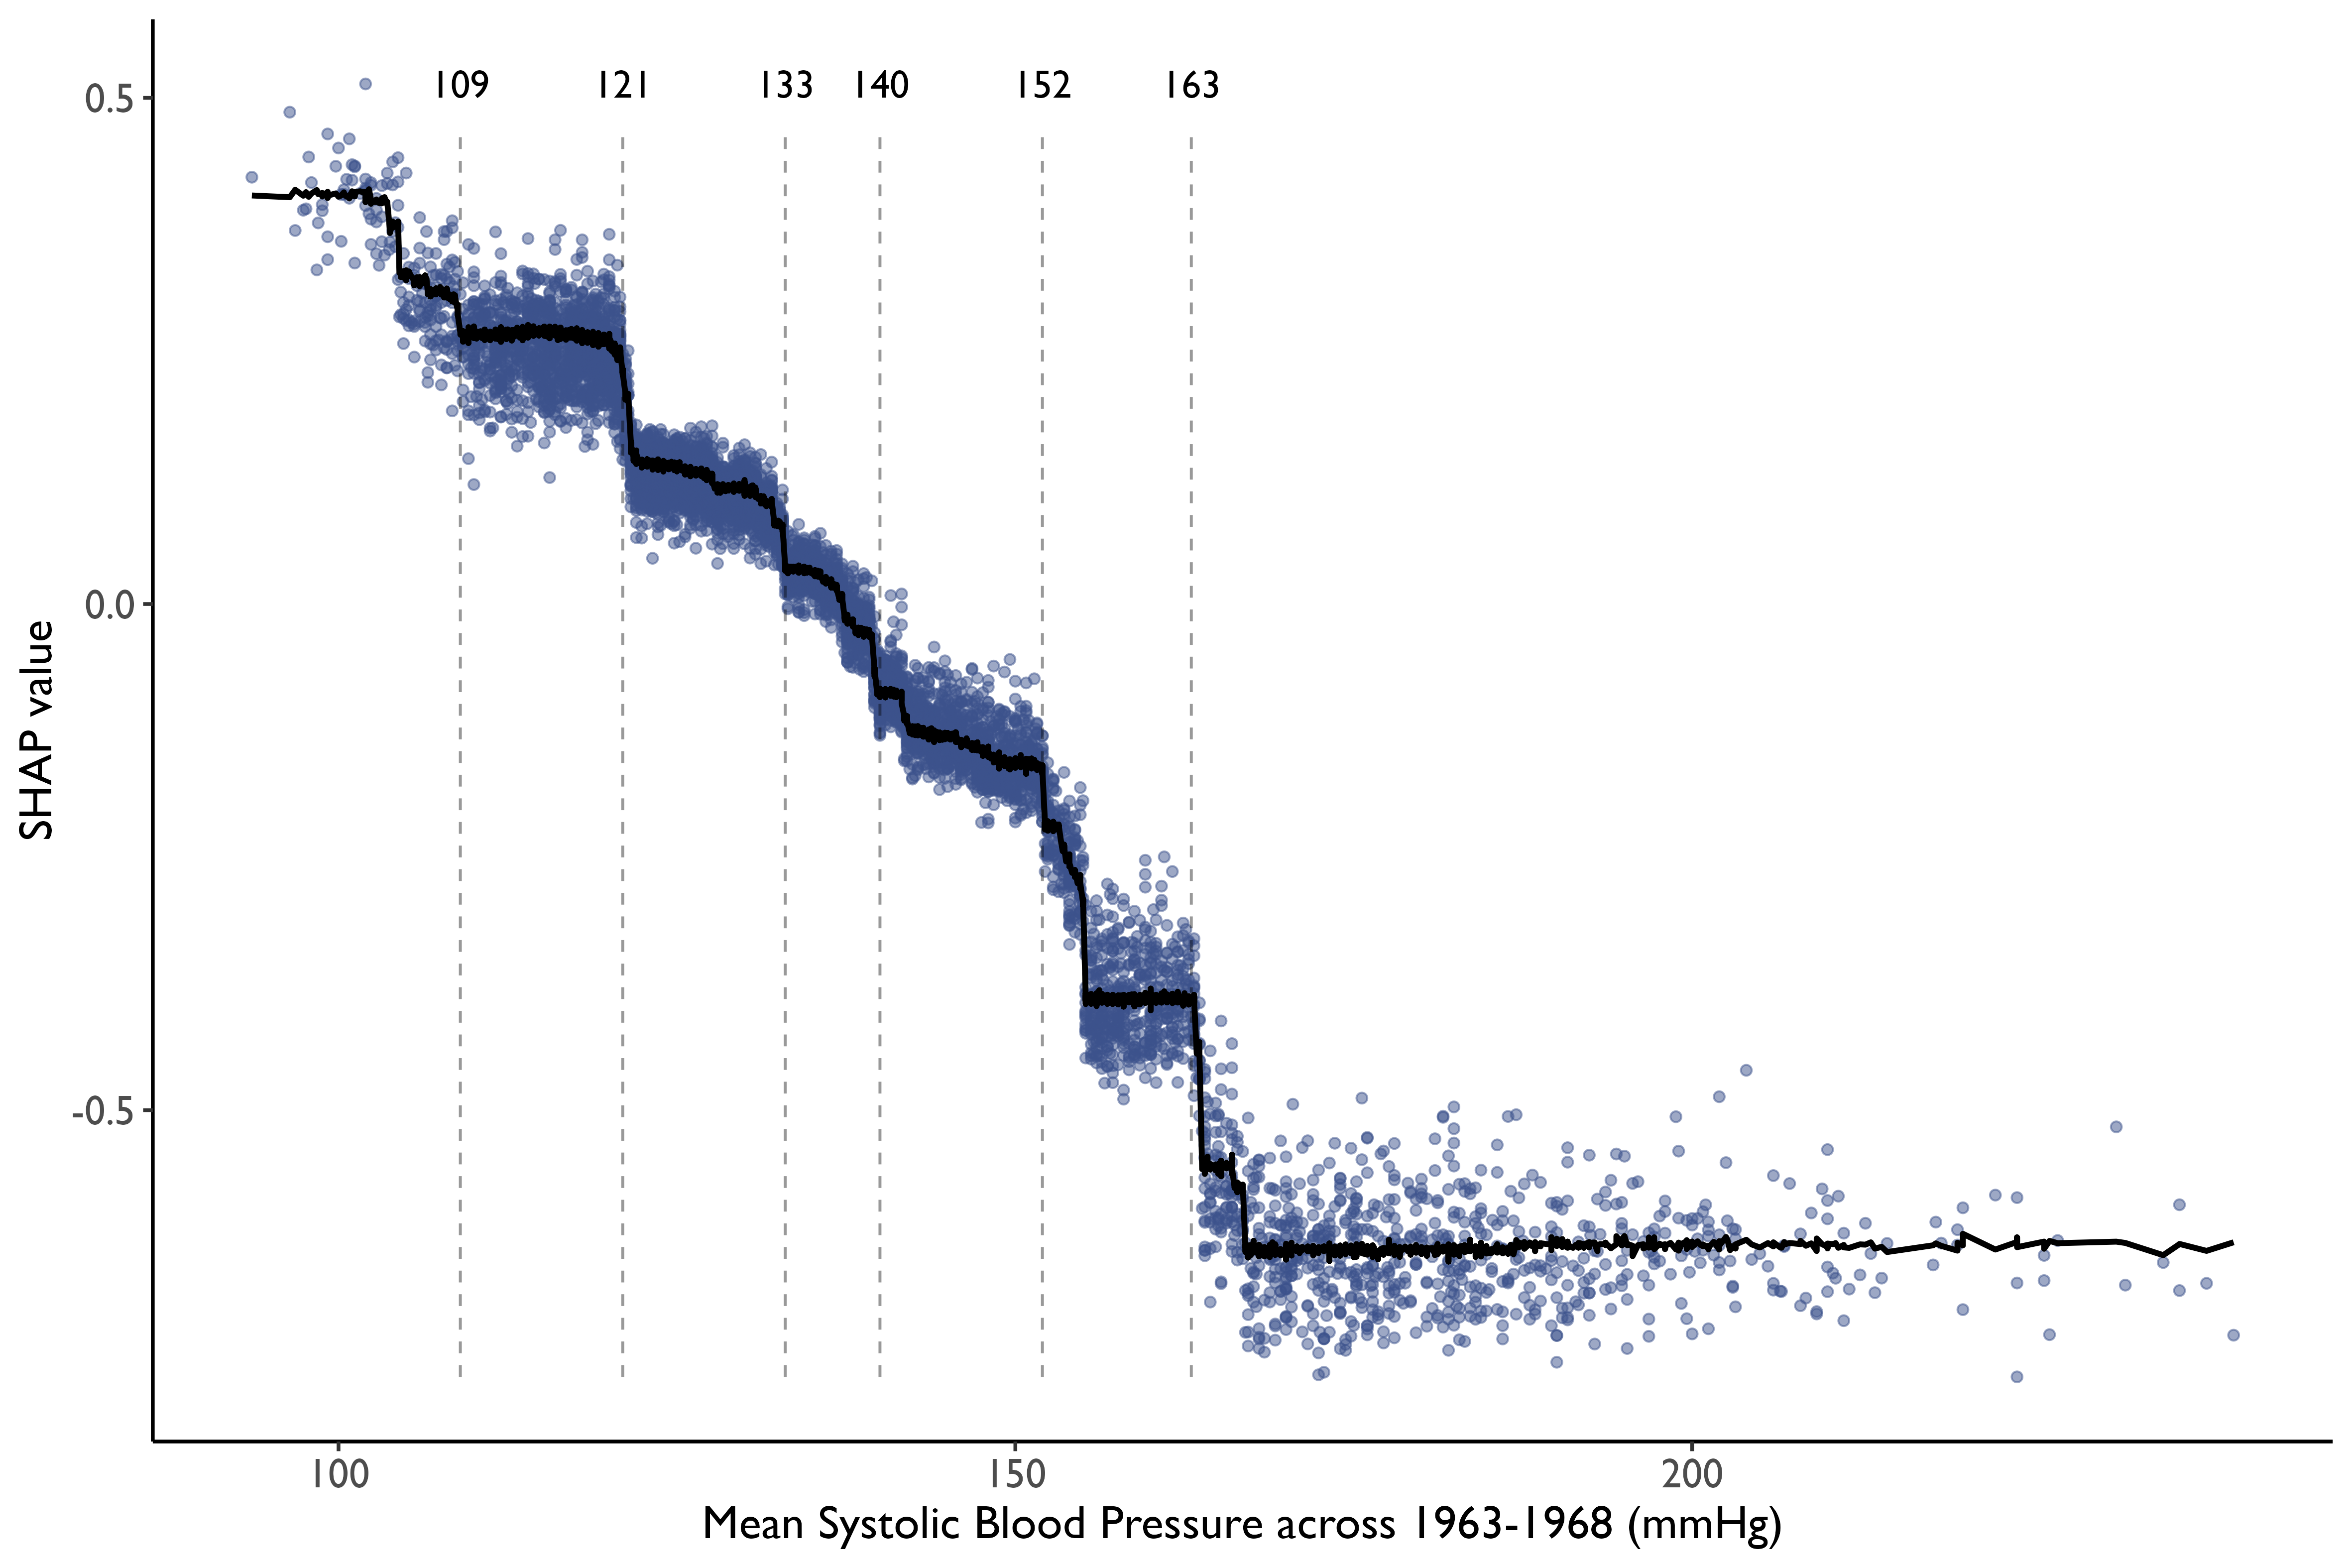 109 121 133 140 152 163
0.5
0.0
-0.5
SHAP value
100 150 200
Mean Systolic Blood Pressure across 1963-1968 (mmHg)